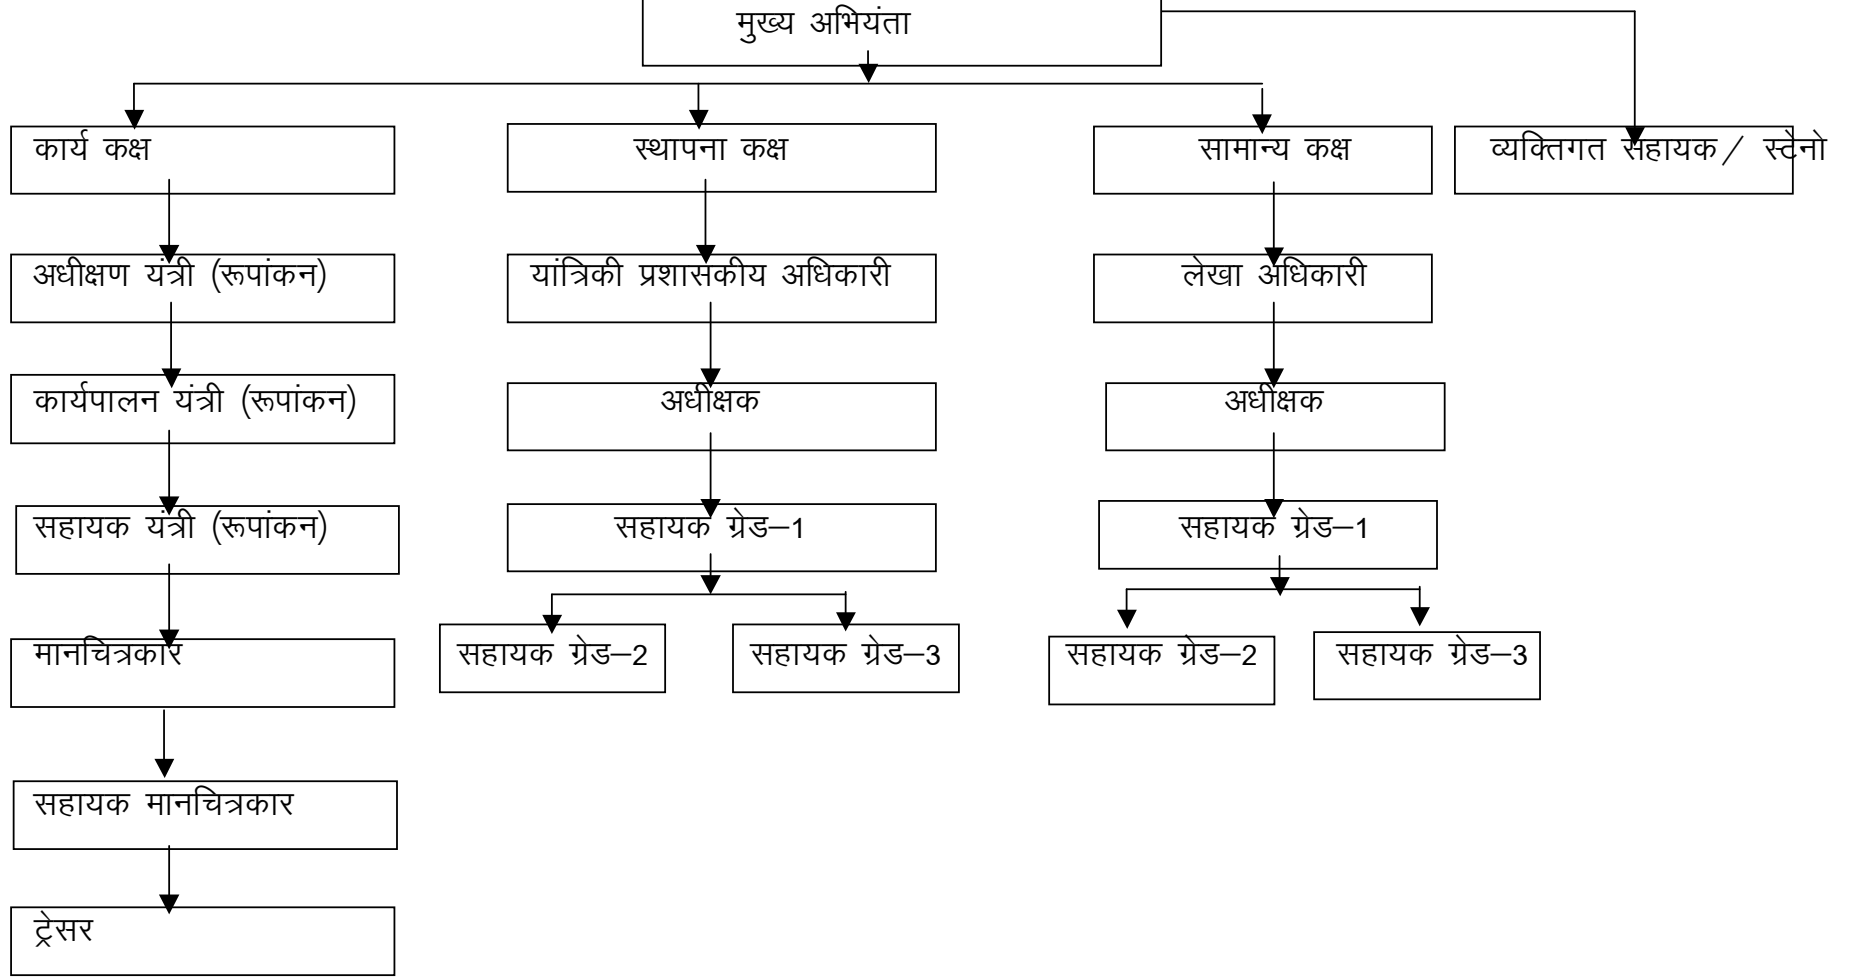 मुख्य अभियंता
कार्य कक्ष
स्थापना कक्ष
सामान्य कक्ष
व्यक्तिगत सहायक / स्टेनो
अधीक्षण यंत्री (रूपांकन)
यांत्रिकी प्रशासकीय अधिकारी
लेखा अधिकारी
कार्यपालन यंत्री (रूपांकन)
अधीक्षक
अधीक्षक
सहायक यंत्री (रूपांकन)
सहायक ग्रेड–1
सहायक ग्रेड–1
मानचित्रकार
सहायक ग्रेड–2
सहायक ग्रेड–3
सहायक ग्रेड–2
सहायक ग्रेड–3
सहायक मानचित्रकार
ट्रेसर